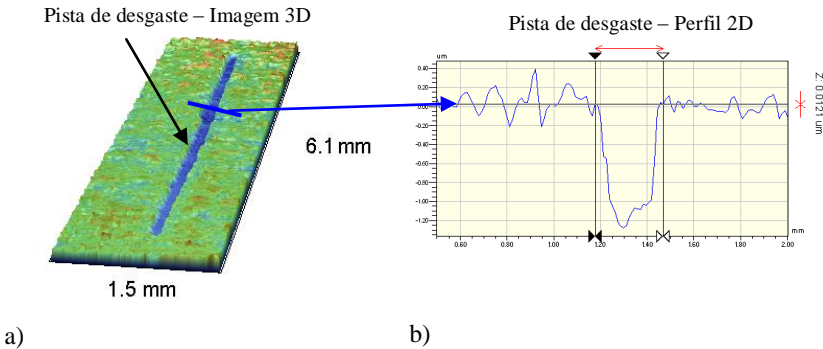 Pista de desgaste – Imagem 3D
6.1 mm
1.5 mm
a)
Pista de desgaste – Perfil 2D
um
0.40
0.20
0.00
-0.20
-0.40
-0.60
-0.80
-1.00
-1.20
0.60
0.80
1.00
1.20
1.40
1.60
1.80
2.00
mm
Z: 0.0121 um
b)